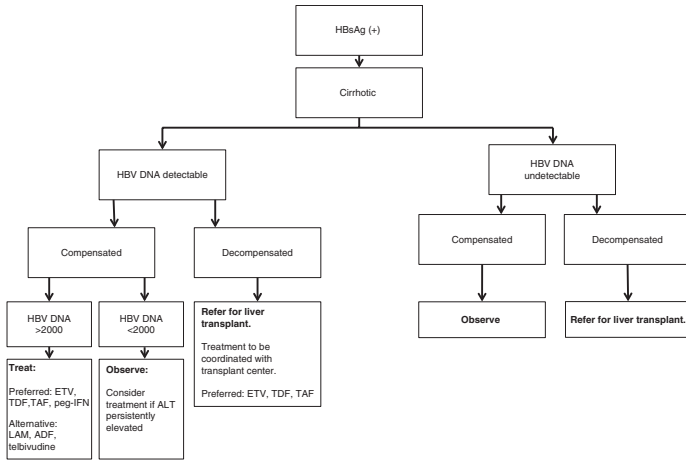 HBsAg (+)
Cirrhotic
HBV DNA detectable
HBV DNA
undetectable
Compensated
Decompensated
Compensated
Decompensated
HBV DNA
>2000
HBV DNA
<2000
Refer for liver
transplant.
Treatment to be
coordinated with
transplant center.
Preferred: ETV, TDF, TAF
Observe
Refer for liver transplant.
Treat:
Preferred: ETV,
TDF,TAF, peg-IFN
Alternative:
LAM, ADF,
telbivudine
Observe:
Consider
treatment if ALT
persistently
elevated